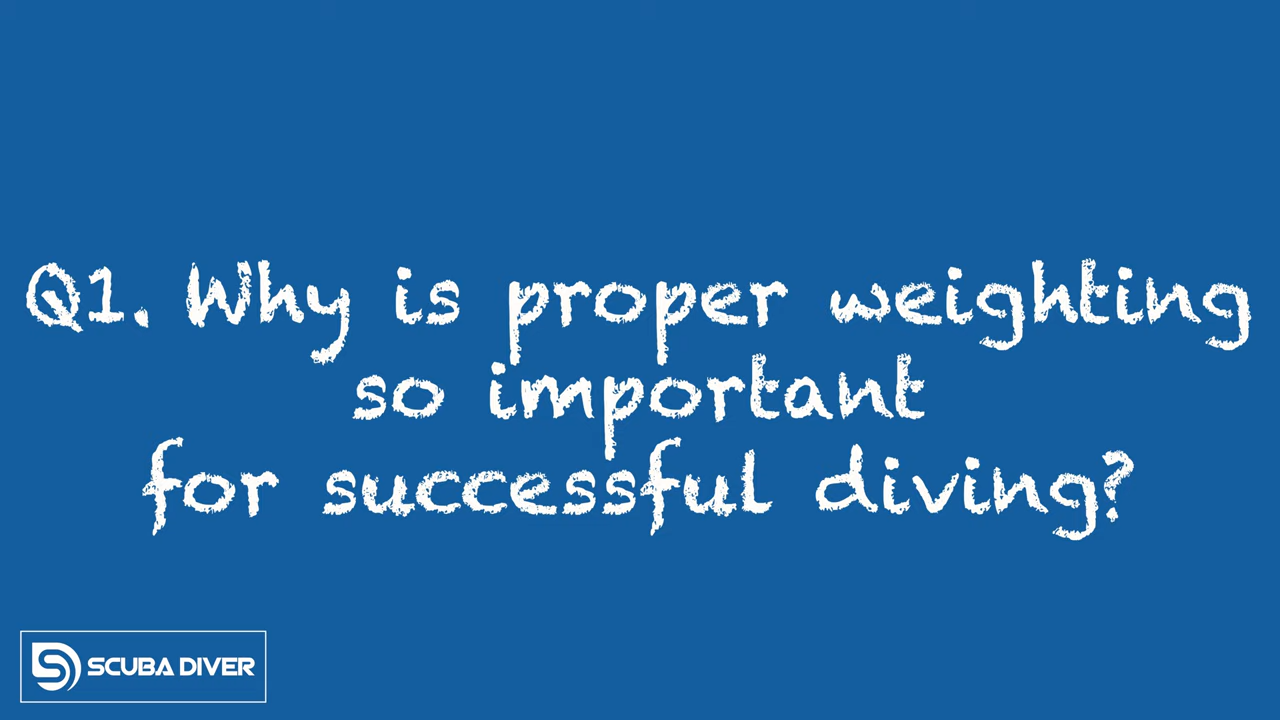 Q1. Why is proper weighting
so important
for successful diving?
SCUBA DIVER